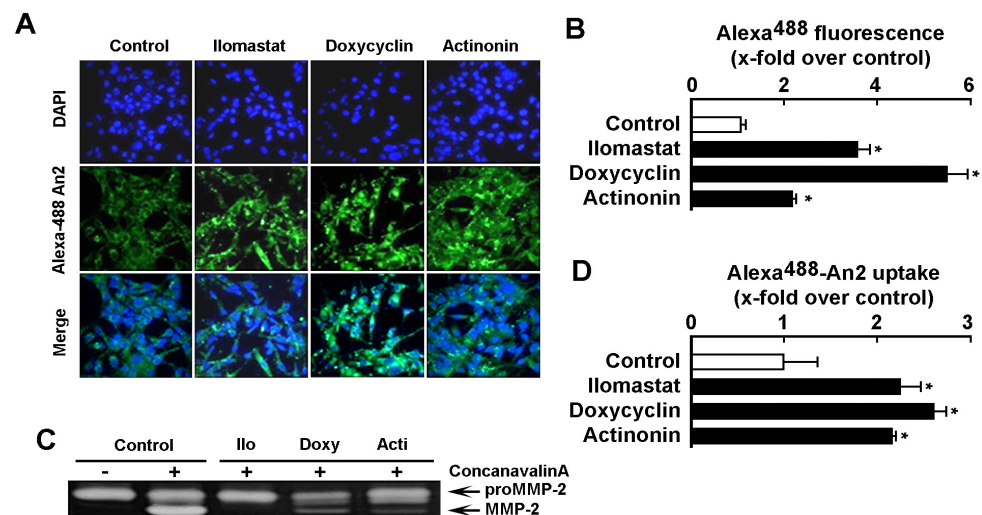 A
Control Ilomastat Doxycyclin Actinonin
DAPI
Alexa-488 An2
Merge
B
Alexa488 fluorescence
(x-fold over control)
0 2 4 6
Control
Ilomastat *
Doxycyclin *
Actinonin *
C
Control Ilo Doxy Acti
- + + + + ConcanavalinA
proMMP-2
MMP-2
D
Alexa488-An2 uptake
(x-fold over control)
0 1 2 3
Control
Ilomastat *
Doxycyclin *
Actinonin *